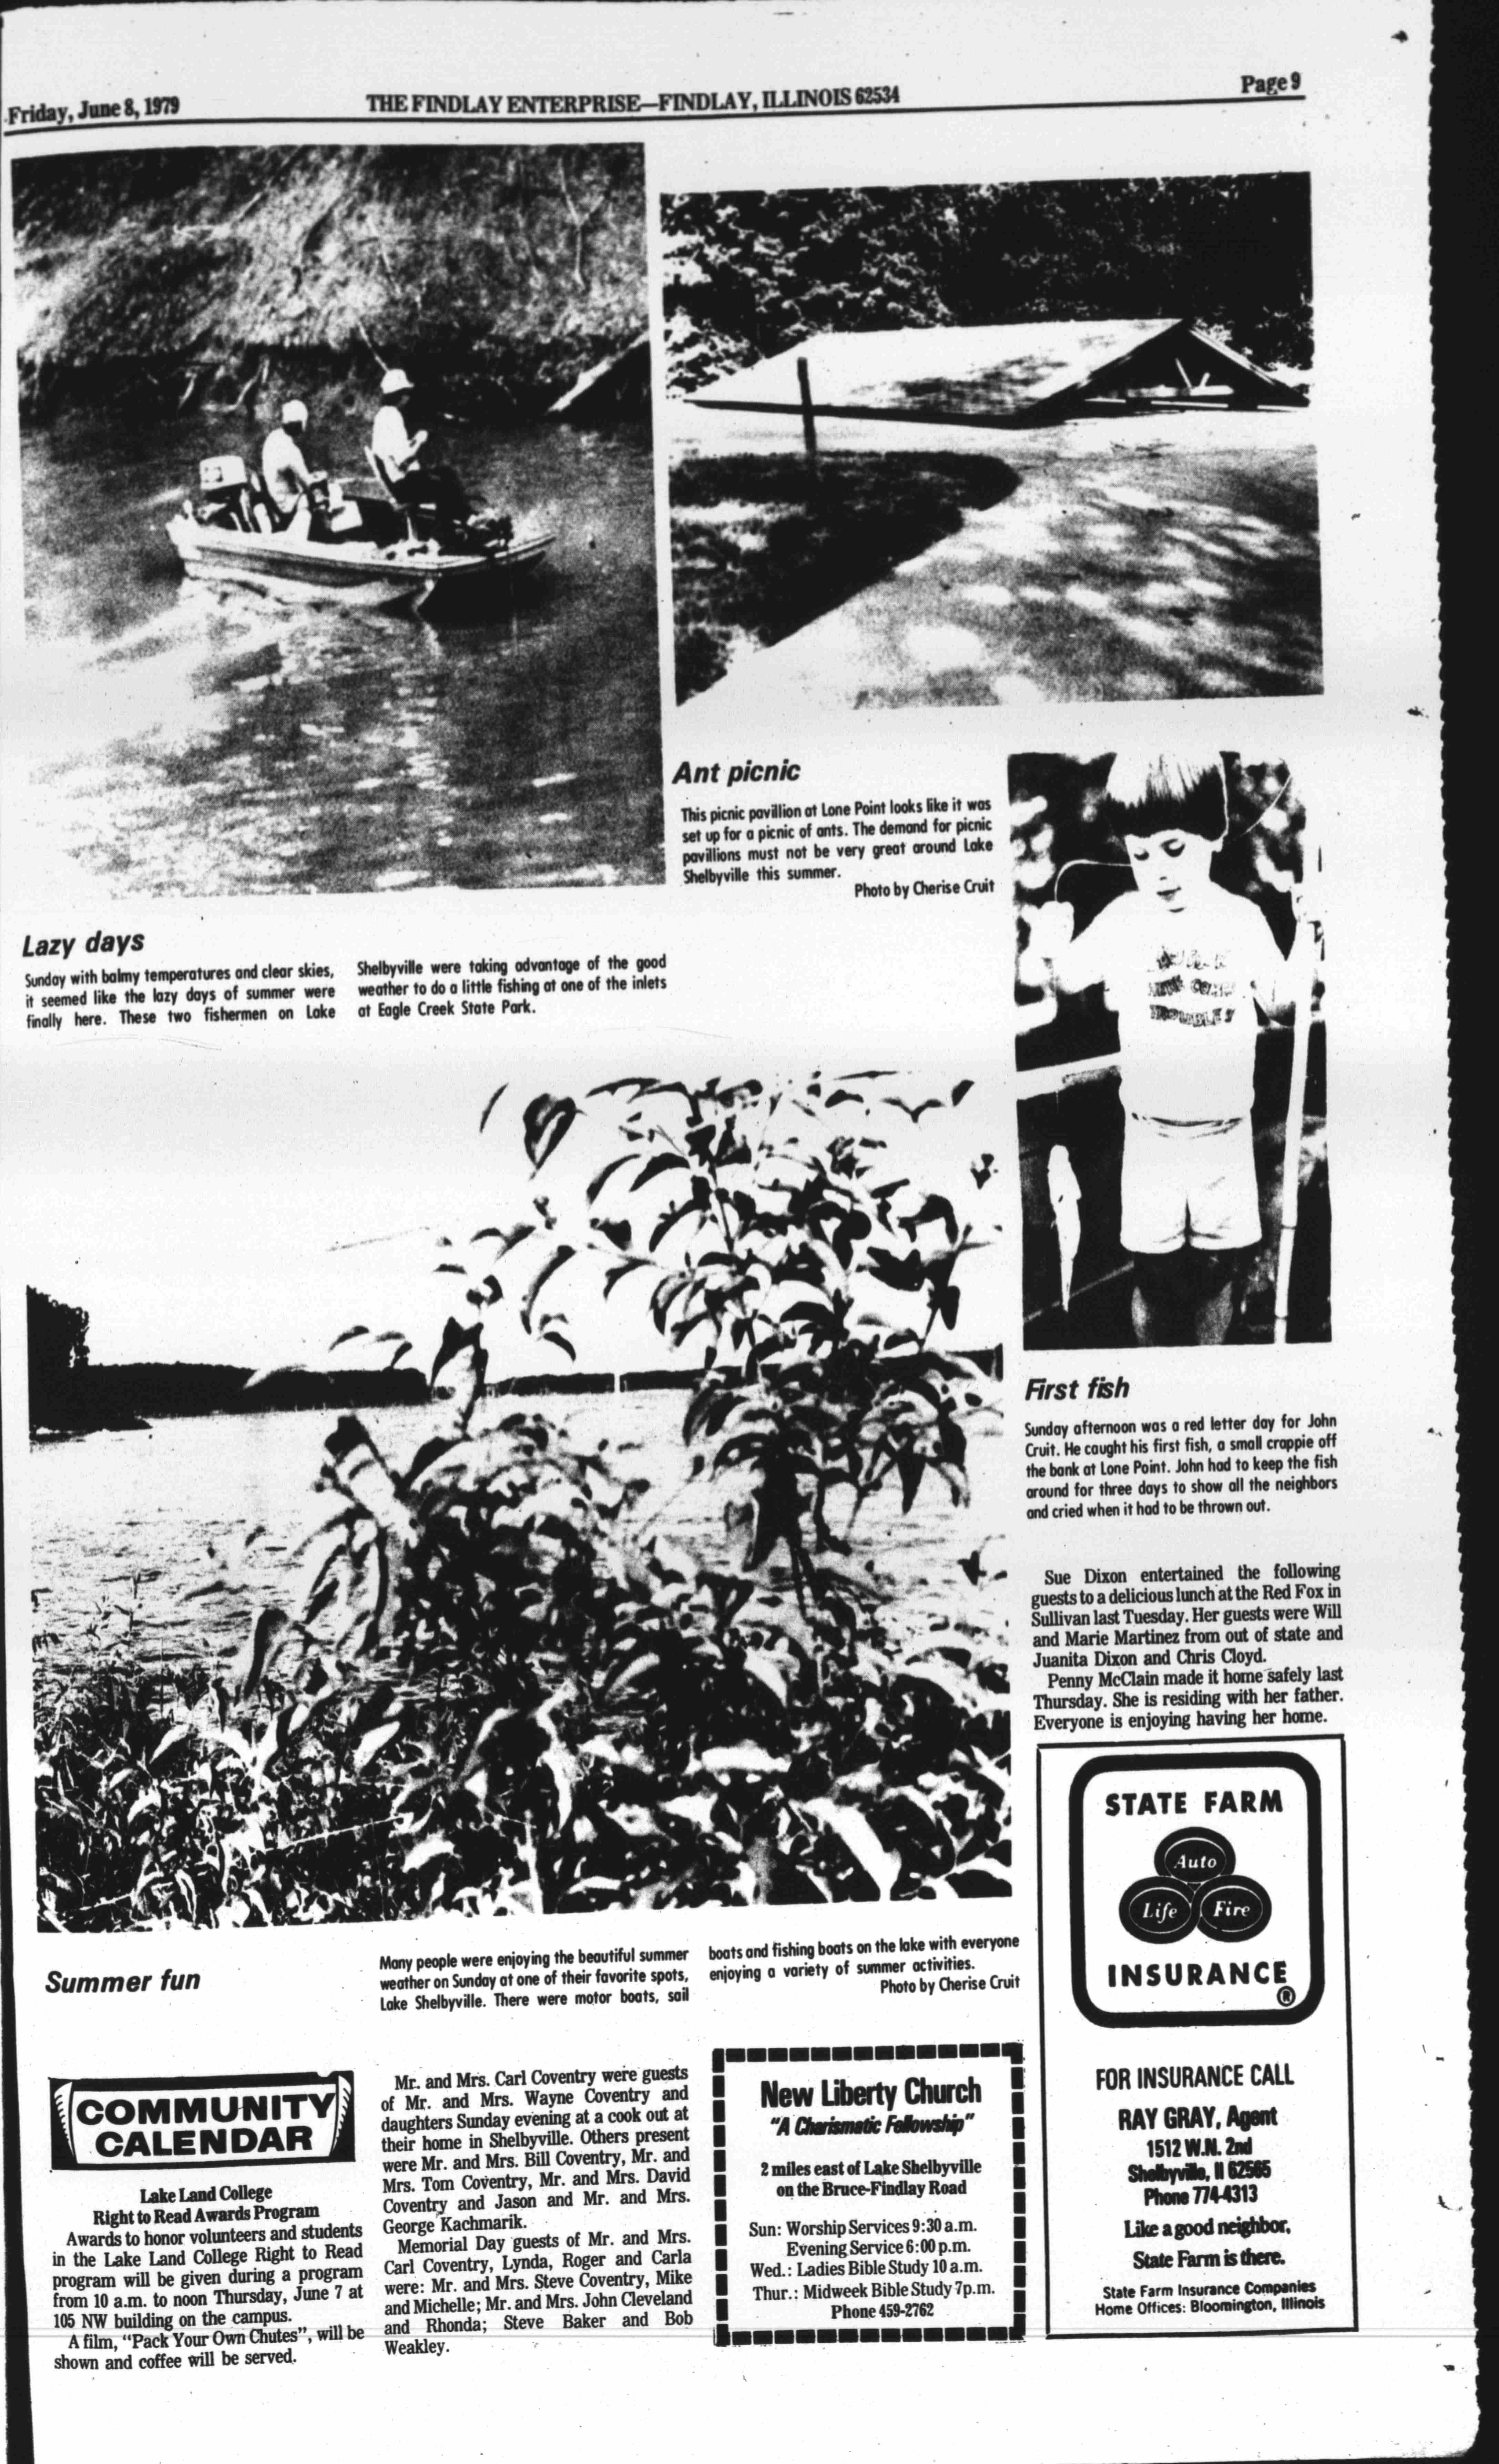 Friday, June 8, 1979
THE FINDLAY ENTERPRISE—FINDLAY, ILLINOIS 62534
Page 9
Ant picnic
This picnic pavillion at Lone Point looks like it was
set up for a picnic of ants. The demand for picnic
pavillions must not be very great around Lake
Shelbyville this summer.
Photo by Cherise Cruit
Lazy days
Sunday with balmy temperatures and clear skies,
it seemed like the lazy days of summer were
finally here. These two fishermen on Lake
Shelbyville were taking advantage of the good
weather to do a little fishing at one of the inlets
at Eagle Creek State Park.
First fish
Sunday afternoon was a red letter day for John
Cruit. He caught his first fish, a small crappie off
the bank at Lone Point. John had to keep the fish
around for three days to show all the neighbors
and cried when it had to be thrown out.
Sue Dixon entertained the following
guests to a delicious lunch at the Red Fox in
Sullivan last Tuesday. Her guests were Will
and Marie Martinez from out of state and
Juanita Dixon and Chris Cloyd.
Penny McClain made it home safely last
Thursday. She is residing with her father.
Everyone is enjoying having her home.
Summer fun
Many people were enjoying the beautiful summer
weather on Sunday at one of their favorite spots,
Lake Shelbyville. There were motor boats, sail
boats and fishing boats on the lake with everyone
enjoying a variety of summer activities.
Photo by Cherise Cruit
COMMUNITY
CALENDAR
Lake Land College
Right to Read Awards Program
Awards to honor volunteers and students
in the Lake Land College Right to Read
program will be given during a program
from 10 a.m. to noon Thursday, June 7 at
105 NW building on the campus.
A film, "Pack Your Own Chutes", will be
shown and coffee will be served.
Mr. and Mrs. Carl Coventry were guests
of Mr. and Mrs. Wayne Coventry and
daughters Sunday evening at a cook out at
their home in Shelbyville. Others present
were Mr. and Mrs. Bill Coventry, Mr. and
Mrs. Tom Coventry, Mr. and Mrs. David
Coventry and Jason and Mr. and Mrs.
George Kachmarik.
Memorial Day guests of Mr. and Mrs.
Carl Coventry, Lynda, Roger and Carla
were: Mr. and Mrs. Steve Coventry, Mike
and Michelle; Mr. and Mrs. John Cleveland
and Rhonda; Steve Baker and Bob
Weakley.
New Liberty Church
"A Charismatic Fellowship"
2 miles east of Lake Shelbyville
on the Bruce-Findlay Road
Sun: Worship Services 9:30 a.m.
Evening Service 6:00 p.m.
Wed.: Ladies Bible Study 10 a.m.
Thur.: Midweek Bible Study 7p.m.
Phone 459-2762
STATE FARM
Auto
Life Fire
INSURANCE
®
FOR INSURANCE CALL
RAY GRAY, Agent
1512 W.N. 2nd
Shelbyville, Il 62565
Phone 774-4313
Like a good neighbor,
State Farm is there.
State Farm Insurance Companies
Home Offices: Bloomington, Illinois